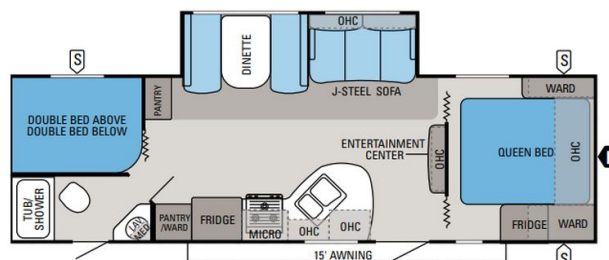 S
OHC
S
DINETTE
J-STEEL SOFA
PANTRY
WARD
DOUBLE BED ABOVE
DOUBLE BED BELOW
ENTERTAINMENT
CENTER
OHC
QUEEN BED
OHC
TUB/
SHOWER
LAV
MED
PANTRY
/WARD
FRIDGE
MICRO
OHC
OHC
FRIDGE
WARD
15' AWNING
S